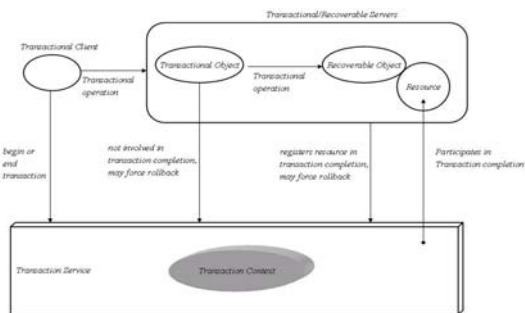 Transactional/Recoverable Servers
Transactional Client
Transactional Object
Recoverable Object
Resource
Transactional
operation
Transactional
operation
begin or
end
transaction
not involved in
transaction completion,
may force rollback
registers resource in
transaction completion,
may force rollback
Participates in
Transaction completion
Transaction Service
Transaction Context